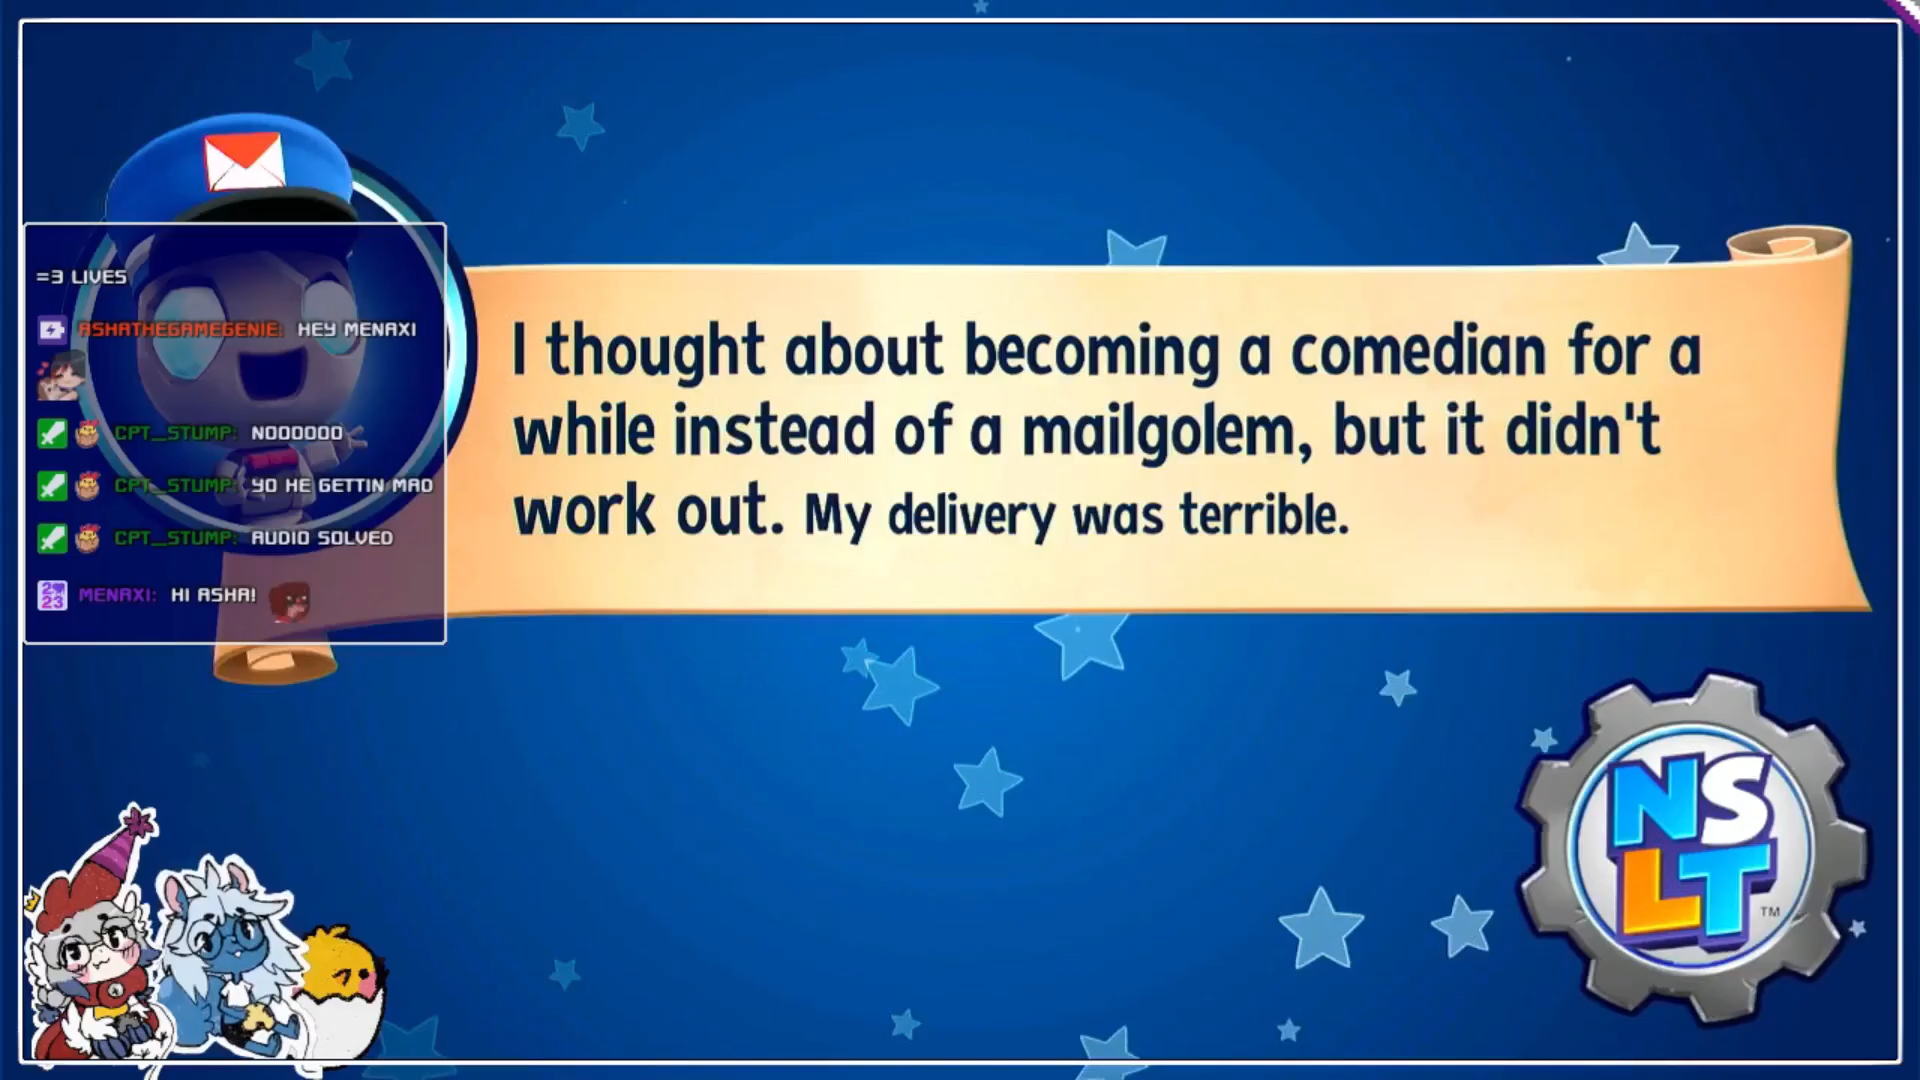 =3 LIVES
ASHATHEGAMEGENIE: HEY MENAXI
CPT_STUMP: NOOOOOO
CPT_STUMP: YO HE GETTIN MAD
CPT_STUMP: AUDIO SOLVED
2023
MENAXI: HI ASHA!
I thought about becoming a comedian for a
while instead of a mailgolem, but it didn't
work out. My delivery was terrible.
NS
LT
TM